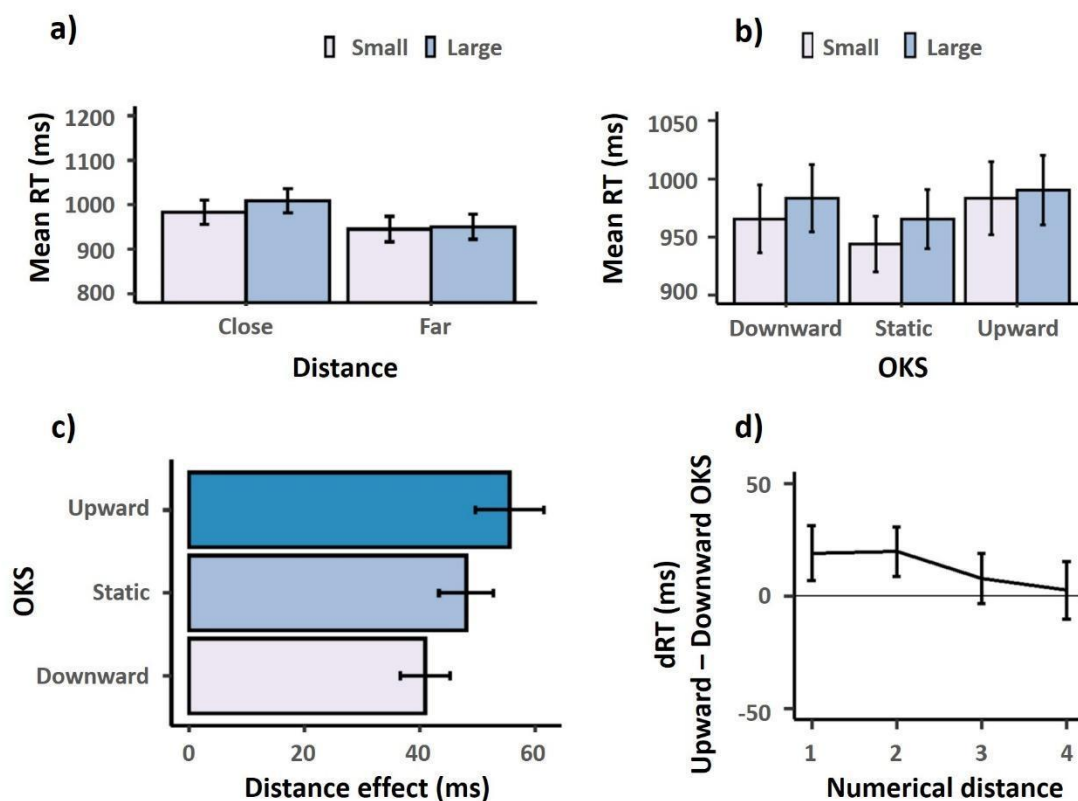 a)
Small Large
Mean RT (ms)
1200
1100
1000
900
800
Close Far
Distance
b)
Small Large
Mean RT (ms)
1050
1000
950
900
Downward Static Upward
OKS
c)
OKS
Upward
Static
Downward
0 20 40 60
Distance effect (ms)
d)
dRT (ms)
Upward – Downward OKS
50
0
-50
1 2 3 4
Numerical distance